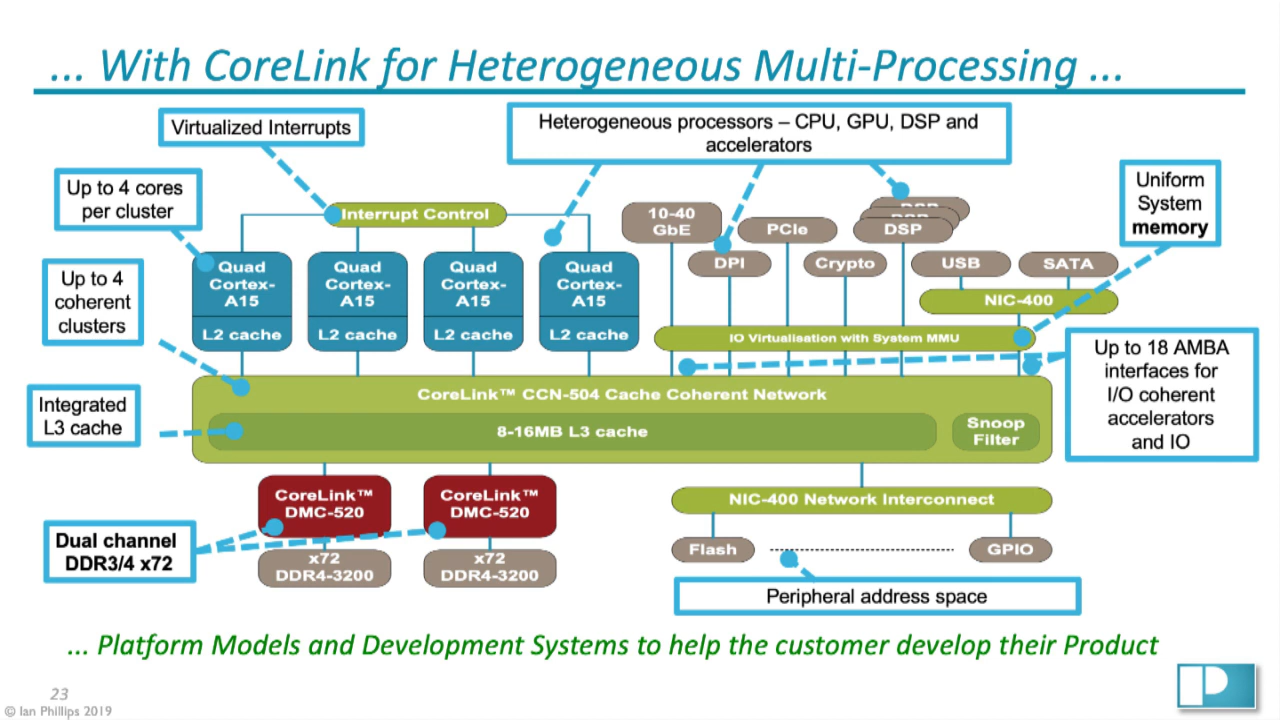 ... With CoreLink for Heterogeneous Multi-Processing ...
Virtualized Interrupts
Heterogeneous processors – CPU, GPU, DSP and
accelerators
Up to 4 cores
per cluster
Uniform
System
memory
Interrupt Control
10-40
GbE
PCIe
DSP
DSP
DSP
Quad
Cortex-
A15
L2 cache
Quad
Cortex-
A15
L2 cache
Quad
Cortex-
A15
L2 cache
Quad
Cortex-
A15
L2 cache
DPI
Crypto
USB
SATA
NIC-400
Up to 4
coherent
clusters
IO Virtualisation with System MMU
Up to 18 AMBA
interfaces for
I/O coherent
accelerators
and IO
CoreLink™ CCN-504 Cache Coherent Network
Integrated
L3 cache
8-16MB L3 cache
Snoop
Filter
CoreLink™
DMC-520
CoreLink™
DMC-520
NIC-400 Network Interconnect
Dual channel
DDR3/4 x72
x72
DDR4-3200
x72
DDR4-3200
Flash
GPIO
Peripheral address space
... Platform Models and Development Systems to help the customer develop their Product
23
© Ian Phillips 2019